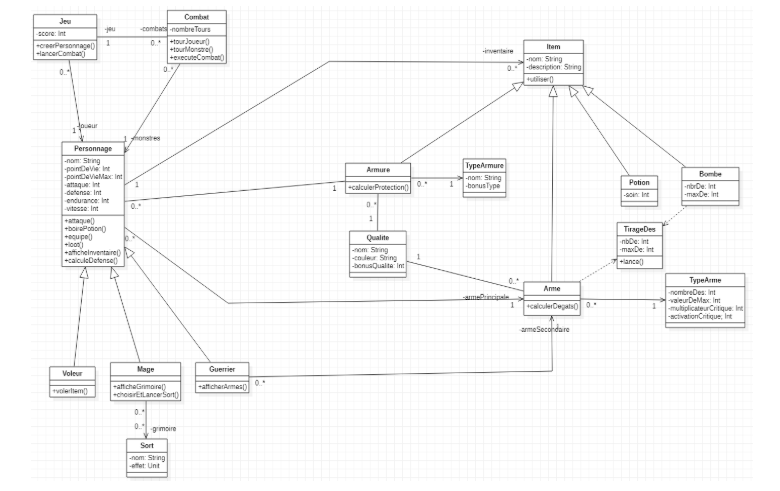 Jeu
-score: Int
+creerPersonnage()
+lancerCombat()
-jeu
1
-combats
0..*
Combat
-nombreTours
+tourJoueur()
+tourMonstre()
+executeCombat()
0..*
0..*
1
-joueur
1
-monstres
Personnage
-nom: String
-pointDeVie: Int
-pointDeVieMax: Int
-attaque: Int
-defense: Int
-endurance: Int
-vitesse: Int
+attaque()
+boirePotion()
+equipe()
+loot()
+afficheInventaire()
+calculeDefense()
1
0..*
0..*
-inventaire
0..*
Item
-nom: String
-description: String
+utiliser()
Armure
+calculerProtection()
1
0..*
1
TypeArmure
-nom: String
-bonusType
0..*
1
Qualite
-nom: String
-couleur: String
-bonusQualite: Int
1
0..*
Potion
-soin: Int
Bombe
-nbrDe: Int
-maxDe: Int
TirageDes
-nbDe: Int
-maxDe: Int
+lance()
Arme
+calculerDegats()
-armePrincipale
1
0..*
1
-armeSecondaire
TypeArme
-nombreDes: Int
-valeurDeMax: Int
-multiplicateurCritique: Int
-activationCritique; Int
Voleur
+volerItem()
Mage
+afficheGrimoire()
+choisirEtLancerSort()
Guerrier
+afficherArmes()
0..*
0..*
0..*
-grimoire
Sort
-nom: String
-effet: Unit